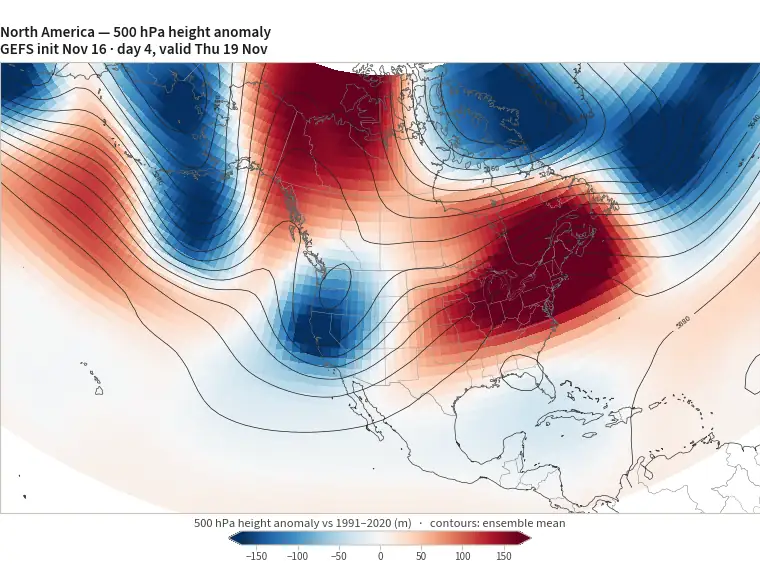 North America — 500 hPa height anomaly
GEFS init Nov 16 · day 4, valid Thu 19 Nov
5880
500 hPa height anomaly vs 1991–2020 (m) · contours: ensemble mean
−150 −100 −50 0 50 100 150